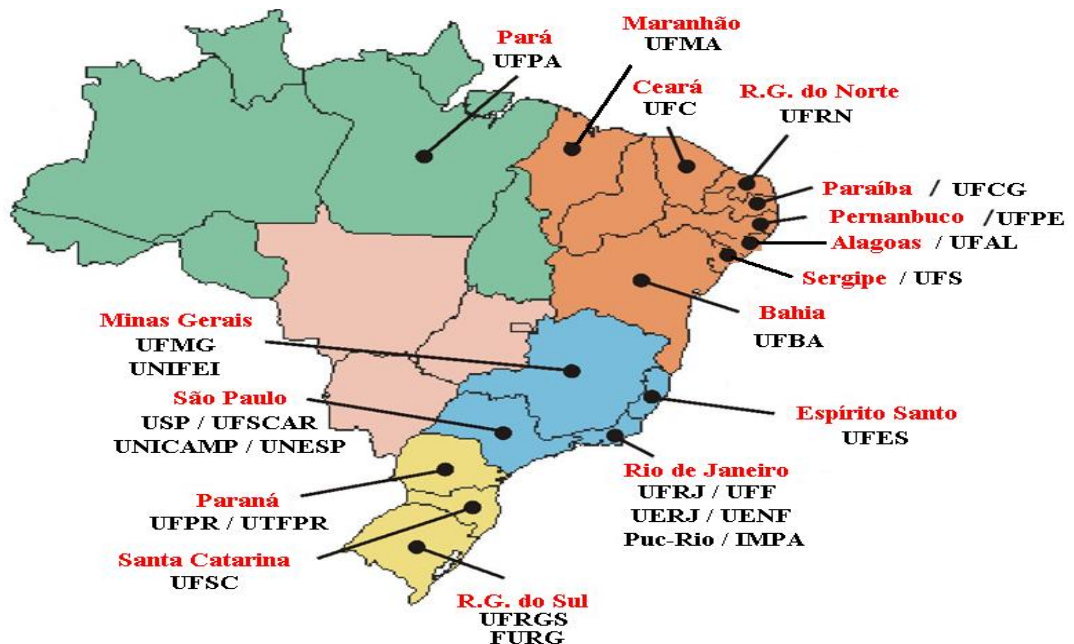 Pará
UFPA
Maranhão
UFMA
Ceará
UFC
R.G. do Norte
UFRN
Paraíba / UFCG
Pernanbuco /UFPE
Alagoas / UFAL
Sergipe / UFS
Bahia
UFBA
Minas Gerais
UFMG
UNIFEI
São Paulo
USP / UFSCAR
UNICAMP / UNESP
Espírito Santo
UFES
Rio de Janeiro
UFRJ / UFF
UERJ / UENF
Puc-Rio / IMPA
Paraná
UFPR / UTFPR
Santa Catarina
UFSC
R.G. do Sul
UFRGS
FURG